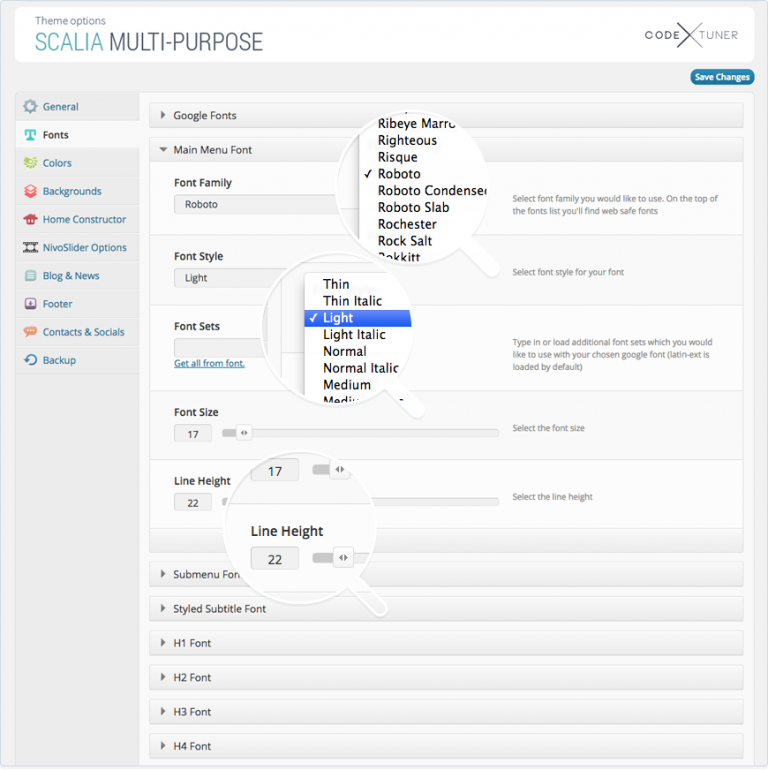 Theme options
SCALIA MULTI-PURPOSE
CODE X TUNER
Save Changes
General
Fonts
Colors
Backgrounds
Home Constructor
NivoSlider Options
Blog & News
Footer
Contacts & Socials
Backup
Google Fonts
Main Menu Font
Font Family
Roboto
Ribeye Marro
Righteous
Risque
✓ Roboto
Roboto Condensed
Roboto Slab
Rochester
Rock Salt
Rokkitt
Select font family you would like to use. On the top of
the fonts list you'll find web safe fonts
Font Style
Light
Thin
Thin Italic
✓ Light
Light Italic
Normal
Normal Italic
Medium
Select font style for your font
Font Sets
Get all from font.
Type in or load additional font sets which you would
like to use with your chosen google font (latin-ext is
loaded by default)
Font Size
17
Select the font size
Line Height
22
Select the line height
17
Line Height
22
Submenu Fon
Styled Subtitle Font
H1 Font
H2 Font
H3 Font
H4 Font